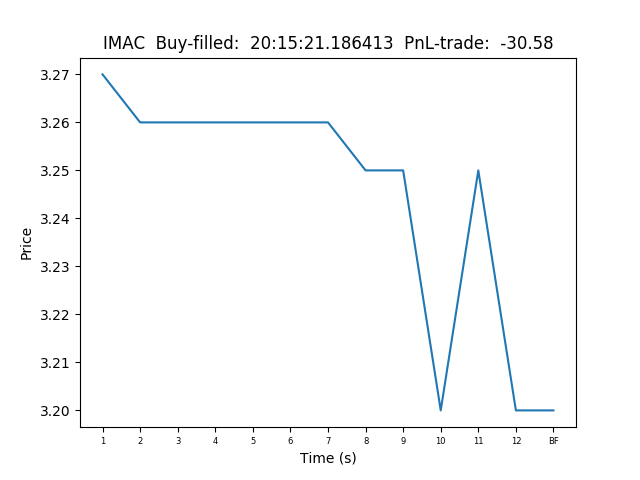 IMAC  Buy-filled:  20:15:21.186413  PnL-trade:  -30.58
3.27
3.26
3.25
3.24
3.23
3.22
3.21
3.20
Price
1 2 3 4 5 6 7 8 9 10 11 12 BF
Time (s)